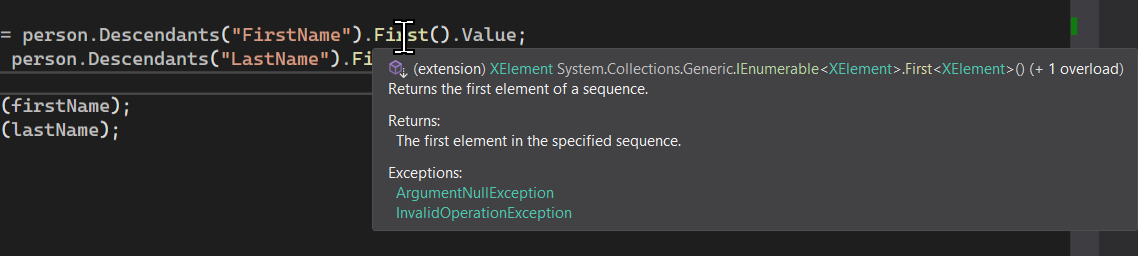 = person.Descendants("FirstName").First().Value;
person.Descendants("LastName").Fi
(extension) XElement System.Collections.Generic.IEnumerable<XElement>.First<XElement>() (+ 1 overload)
Returns the first element of a sequence.
Returns:
The first element in the specified sequence.
Exceptions:
ArgumentNullException
InvalidOperationException
(firstName);
(lastName);